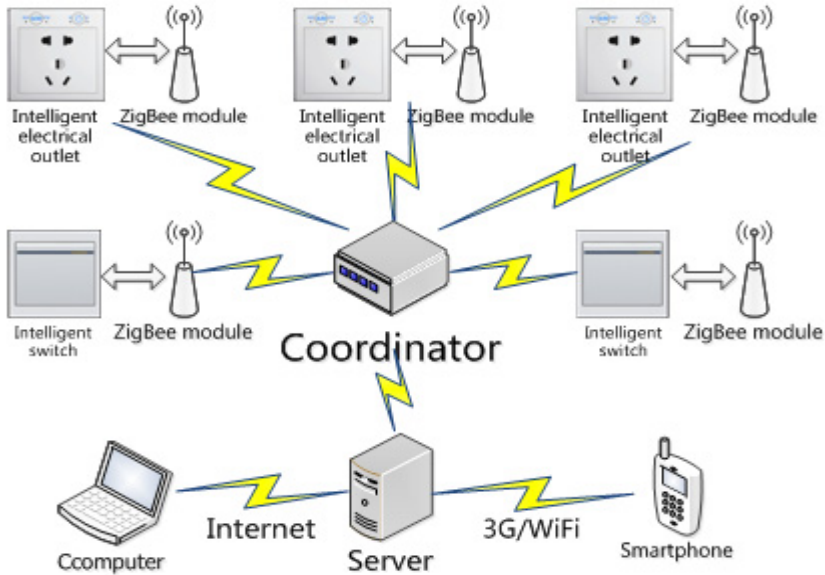 Intelligent
electrical
outlet
ZigBee module
Intelligent
electrical
outlet
ZigBee module
Intelligent
electrical
outlet
ZigBee module
Intelligent
switch
ZigBee module
Coordinator
Intelligent
switch
ZigBee module
Ccomputer
Internet
Server
3G/WiFi
Smartphone